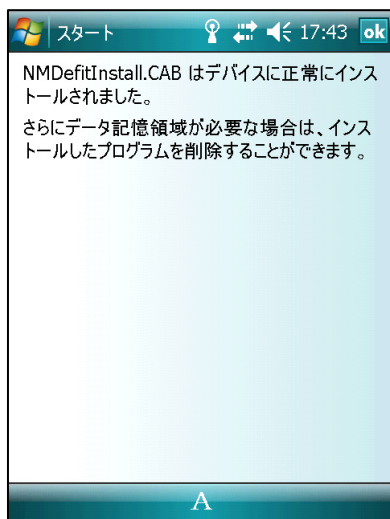 スタート 17:43 ok
NMDefitInstall.CAB はデバイスに正常にインス
トールされました。
さらにデータ記憶領域が必要な場合は、インス
トールしたプログラムを削除することができます。
A